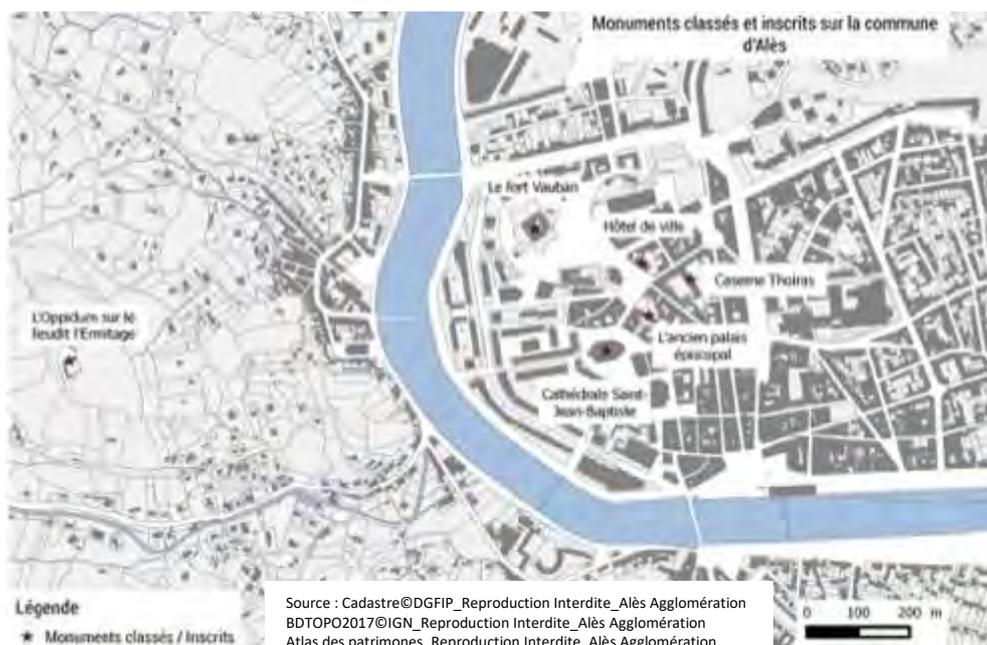 Monuments classés et inscrits sur la commune
d'Alès
Le fort Vauban
Hôtel de ville
Caserne Thoiras
L'Oppidum sur le
lieudit l'Ermitage
L'ancien palais
épiscopal
Cathédrale Saint-
Jean-Baptiste
Légende
Monuments classés / Inscrits
Source : Cadastre©DGFIP_Reproduction Interdite_Alès Agglomération
BDTOPO2017©IGN_Reproduction Interdite_Alès Agglomération
Atlas des patrimones_Reproduction Interdite_Alès Agglomération
0 100 200 m